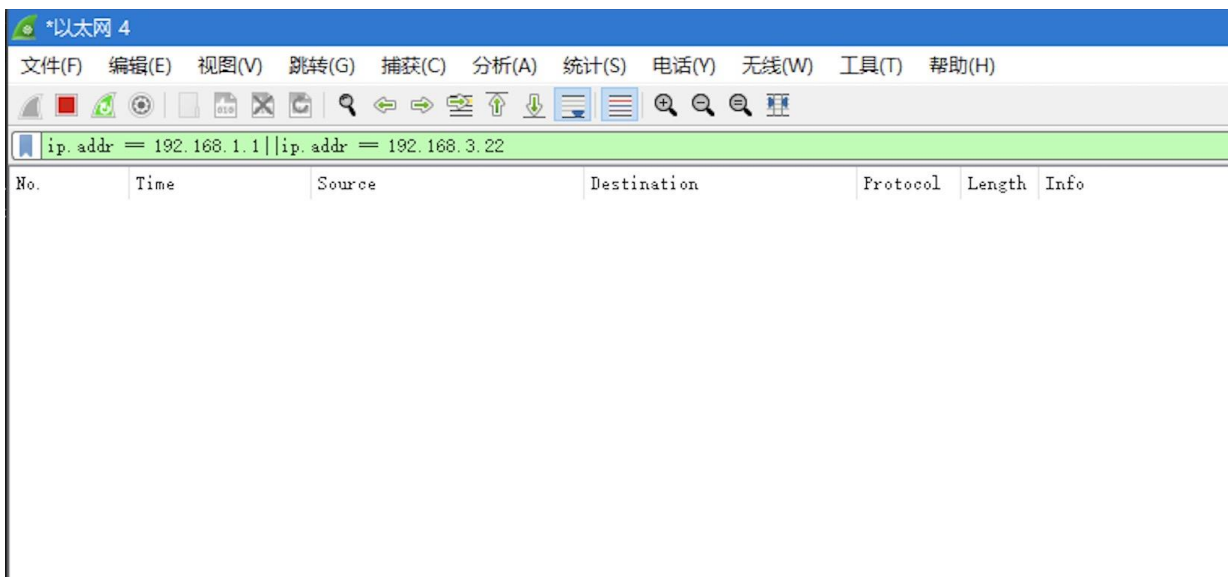 *以太网 4
文件(F) 编辑(E) 视图(V) 跳转(G) 捕获(C) 分析(A) 统计(S) 电话(Y) 无线(W) 工具(T) 帮助(H)
ip.addr == 192.168.1.1||ip.addr == 192.168.3.22
No. Time Source Destination Protocol Length Info